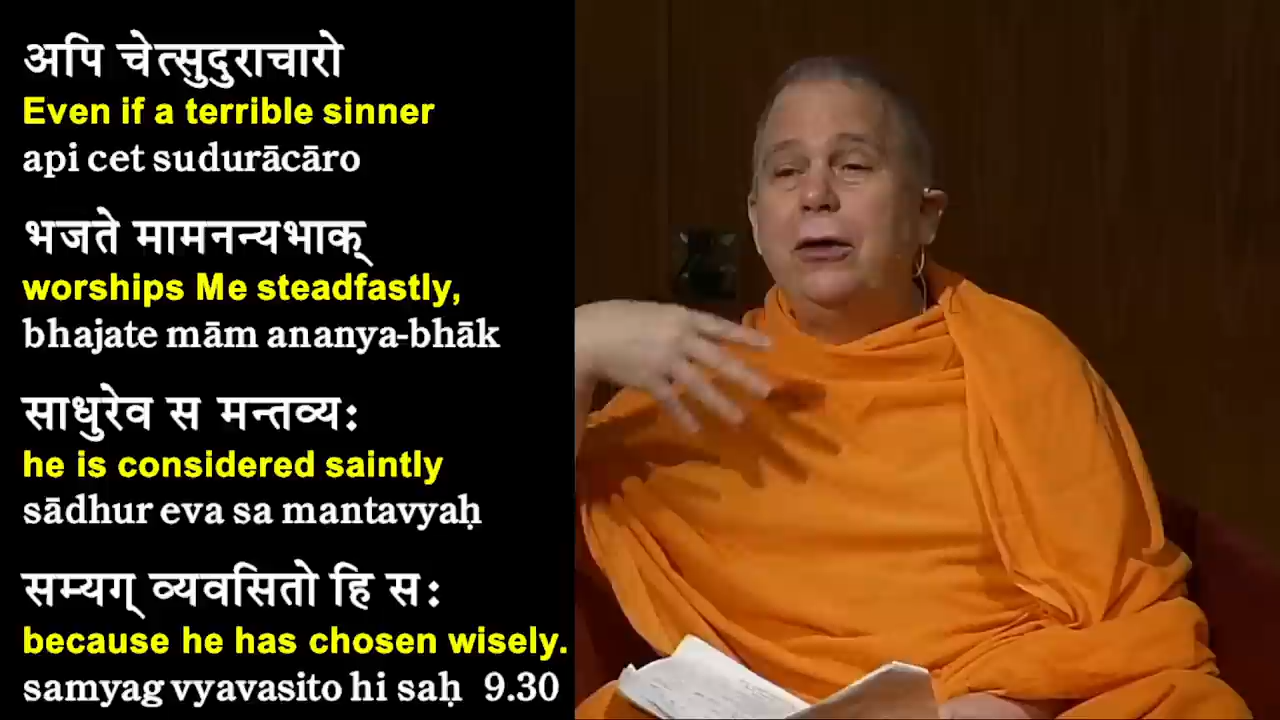 अपि चेत्सुदुराचारो
Even if a terrible sinner
api cet sudurācāro
भजते मामनन्यभाक्
worships Me steadfastly,
bhajate mām ananya-bhāk
साधुरेव स मन्तव्यः
he is considered saintly
sādhur eva sa mantavyaḥ
सम्यग् व्यवसितो हि सः
because he has chosen wisely.
samyag vyavasito hi saḥ 9.30